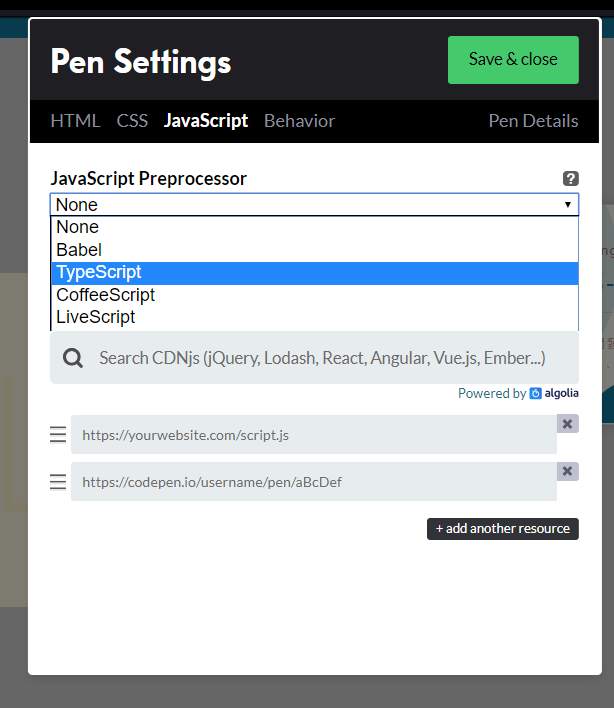 Pen Settings
Save & close
HTML CSS JavaScript Behavior Pen Details
JavaScript Preprocessor ?
None
None
Babel
TypeScript
CoffeeScript
LiveScript
Search CDNjs (jQuery, Lodash, React, Angular, Vue.js, Ember...)
Powered by algolia
https://yourwebsite.com/script.js
https://codepen.io/username/pen/aBcDef
+ add another resource